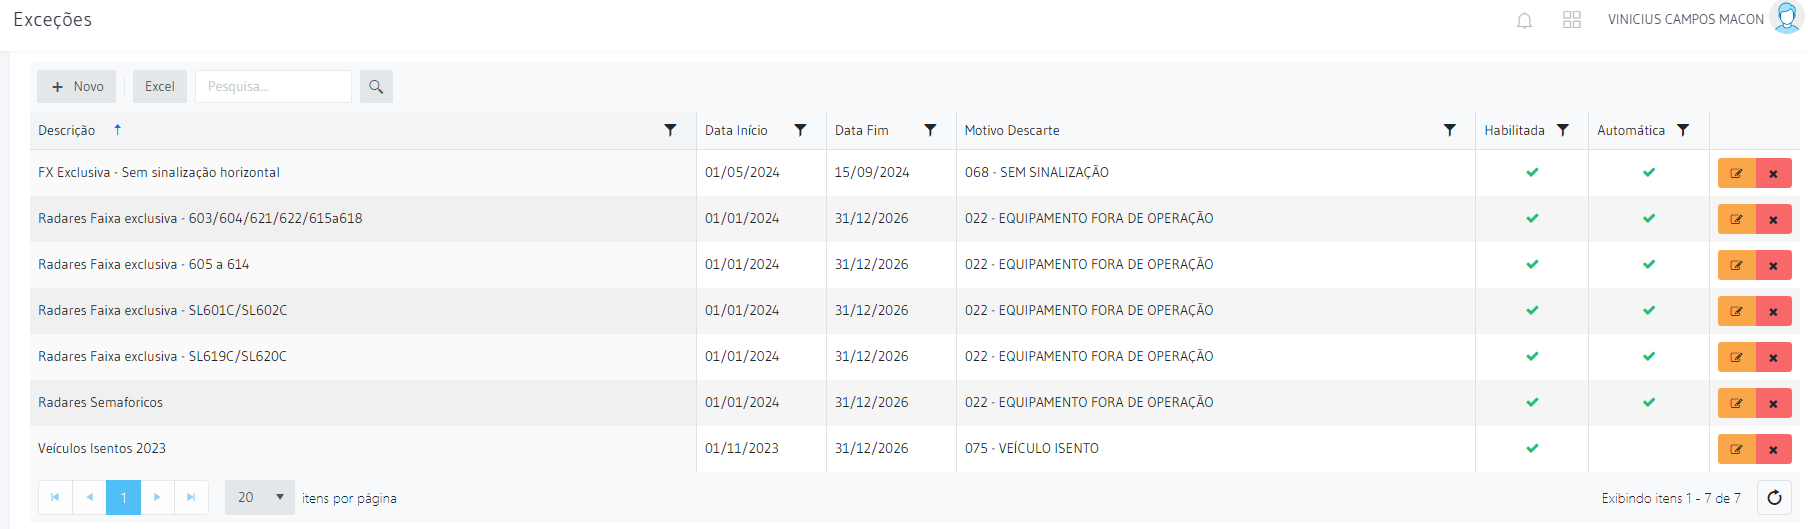 Exceções
VINICIUS CAMPOS MACON
+ Novo Excel Pesquisa...
Descrição Data Início Data Fim Motivo Descarte Habilitada Automática
FX Exclusiva - Sem sinalização horizontal 01/05/2024 15/09/2024 068 - SEM SINALIZAÇÃO
Radares Faixa exclusiva - 603/604/621/622/615a618 01/01/2024 31/12/2026 022 - EQUIPAMENTO FORA DE OPERAÇÃO
Radares Faixa exclusiva - 605 a 614 01/01/2024 31/12/2026 022 - EQUIPAMENTO FORA DE OPERAÇÃO
Radares Faixa exclusiva - SL601C/SL602C 01/01/2024 31/12/2026 022 - EQUIPAMENTO FORA DE OPERAÇÃO
Radares Faixa exclusiva - SL619C/SL620C 01/01/2024 31/12/2026 022 - EQUIPAMENTO FORA DE OPERAÇÃO
Radares Semaforicos 01/01/2024 31/12/2026 022 - EQUIPAMENTO FORA DE OPERAÇÃO
Veículos Isentos 2023 01/11/2023 31/12/2026 075 - VEÍCULO ISENTO
1 20 itens por página Exibindo itens 1 - 7 de 7